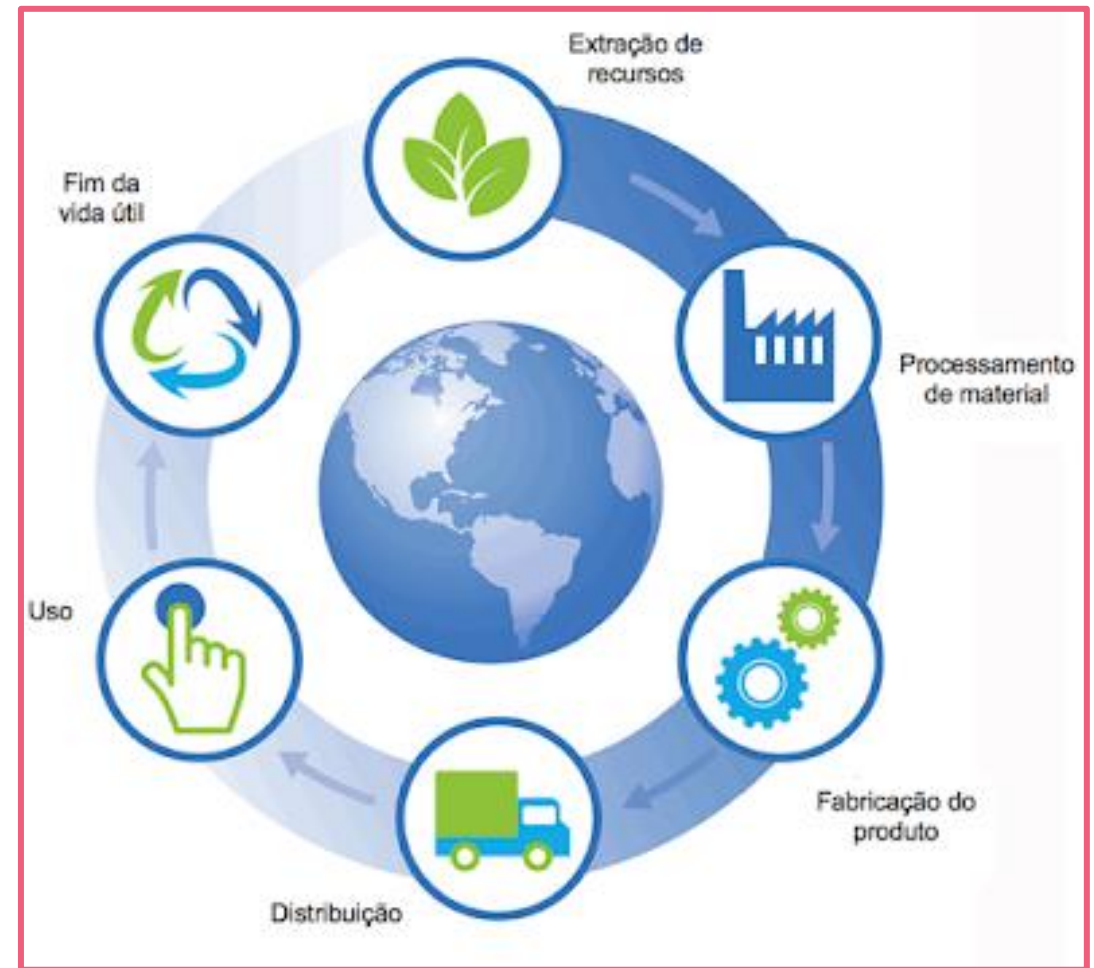 Extração de
recursos
Processamento
de material
Fabricação do
produto
Distribuição
Uso
Fim da
vida útil